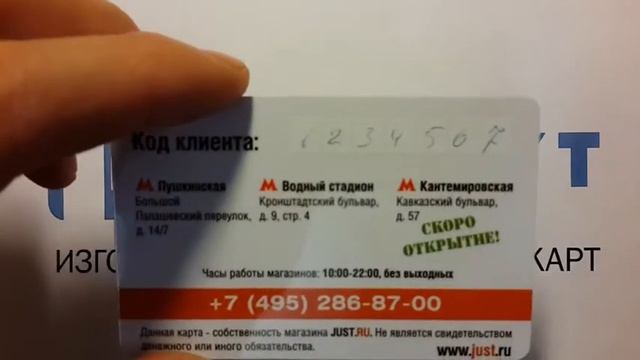 Код клиента: 1234567
М Пушкинская
Большой
Палашевский переулок,
д. 14/7
М Водный стадион
Кронштадтский бульвар,
д. 9, стр. 4
М Кантемировская
Кавказский бульвар,
д. 57
СКОРО
ОТКРЫТИЕ!
Часы работы магазинов: 10:00-22:00, без выходных
+7 (495) 286-87-00
Данная карта - собственность магазина JUST.RU. Не является свидетельством
денежного или иного обязательства.
www.just.ru
КАРТ